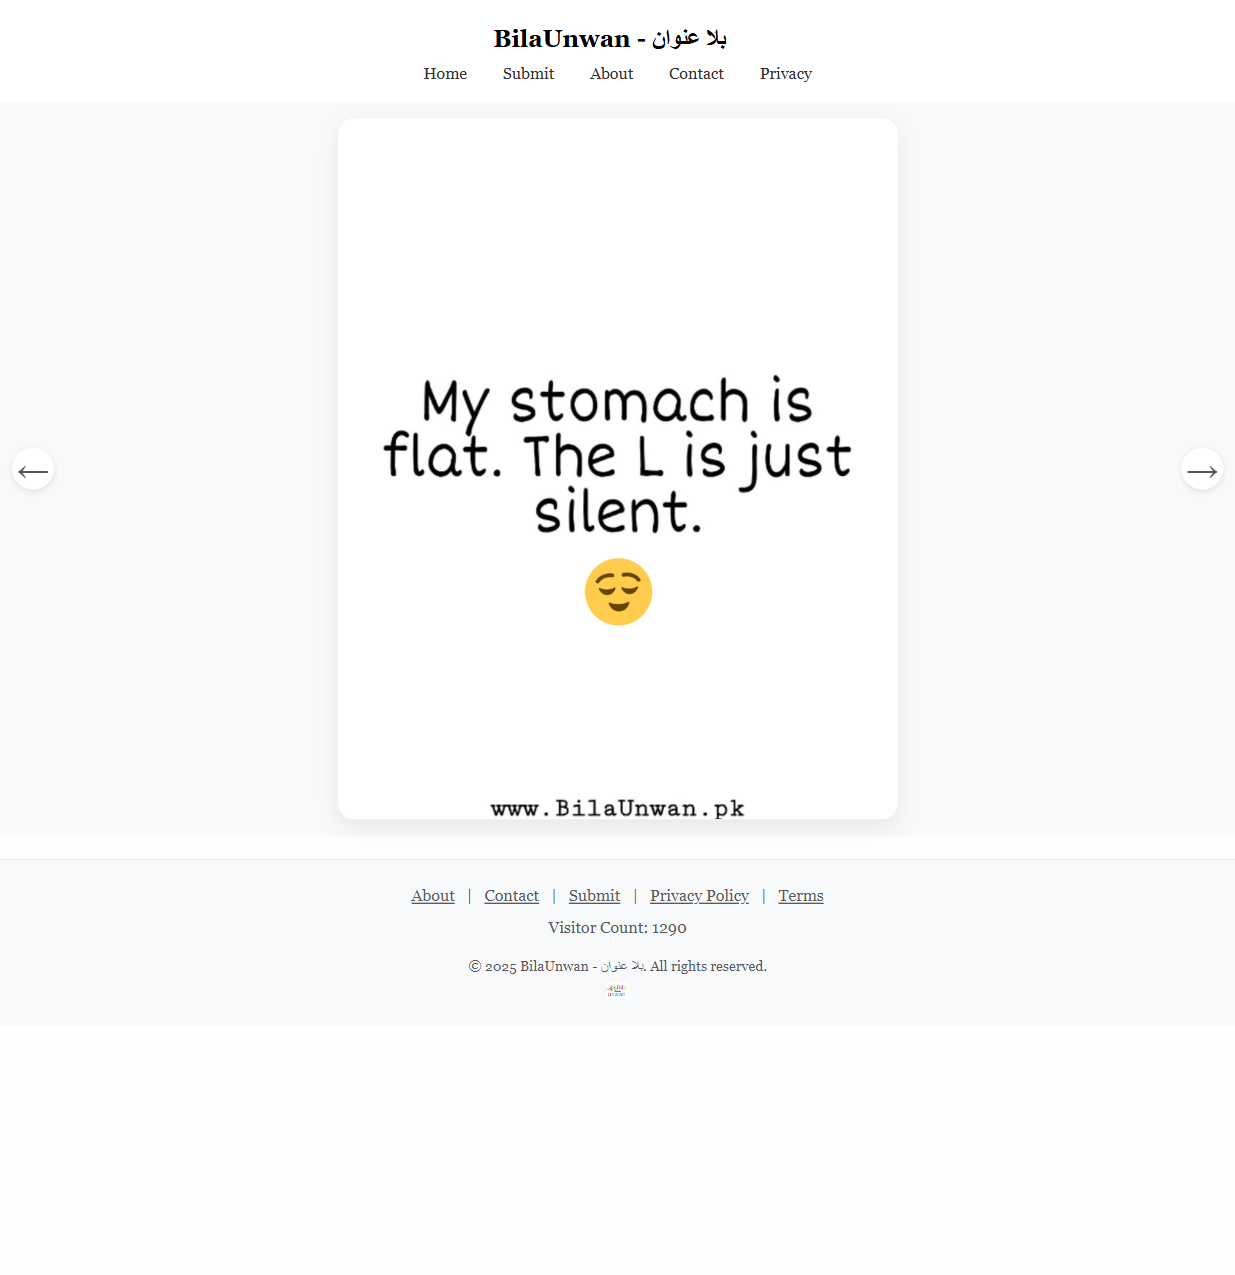 BilaUnwan - بلا عنوان
Home Submit About Contact Privacy
My stomach is
flat. The L is just
silent.
www.BilaUnwan.pk
About | Contact | Submit | Privacy Policy | Terms
Visitor Count: 1290
© 2025 BilaUnwan - بلا عنوان. All rights reserved.